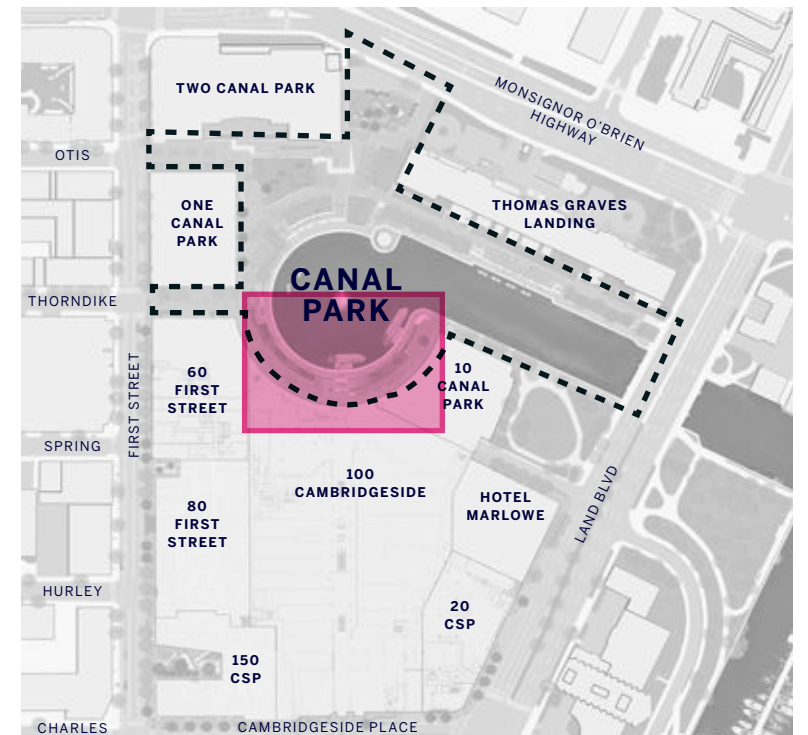 TWO CANAL PARK
MONSIGNOR O'BRIEN
HIGHWAY
OTIS
ONE
CANAL
PARK
THOMAS GRAVES
LANDING
CANAL
PARK
THORNDIKE
60
FIRST
STREET
10
CANAL
PARK
FIRST STREET
SPRING
100
CAMBRIDGESIDE
HOTEL
MARLOWE
LAND BLVD
80
FIRST
STREET
HURLEY
20
CSP
150
CSP
CHARLES
CAMBRIDGESIDE PLACE